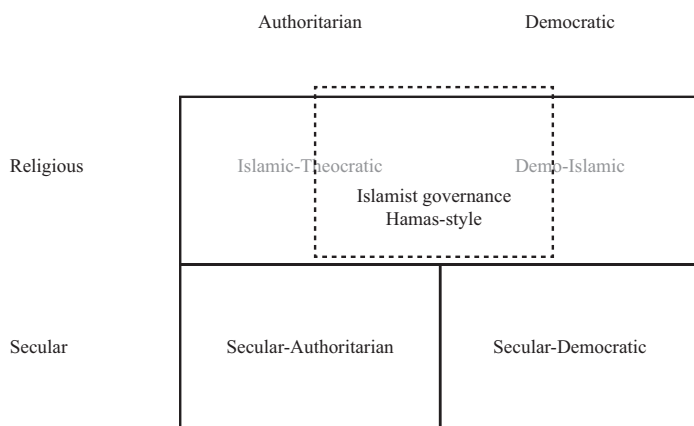 Authoritarian Democratic
Religious Islamic-Theocratic Demo-Islamic
Islamist governance
Hamas-style
Secular Secular-Authoritarian Secular-Democratic